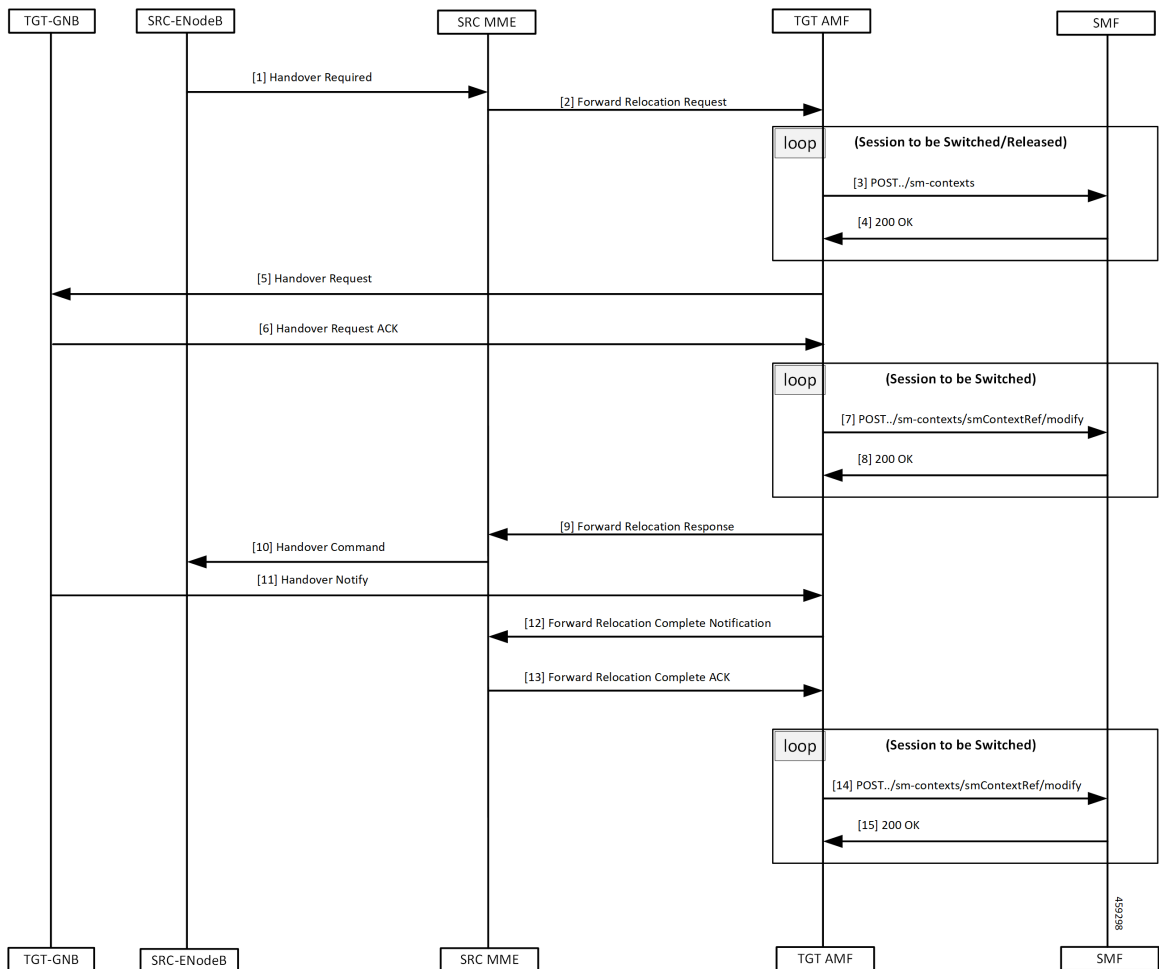 TGT-GNB
SRC-ENodeB
SRC MME
TGT AMF
SMF
[1] Handover Required
[2] Forward Relocation Request
loop
(Session to be Switched/Released)
[3] POST../sm-contexts
[4] 200 OK
[5] Handover Request
[6] Handover Request ACK
loop
(Session to be Switched)
[7] POST../sm-contexts/smContextRef/modify
[8] 200 OK
[9] Forward Relocation Response
[10] Handover Command
[11] Handover Notify
[12] Forward Relocation Complete Notification
[13] Forward Relocation Complete ACK
loop
(Session to be Switched)
[14] POST../sm-contexts/smContextRef/modify
[15] 200 OK
459298
TGT-GNB
SRC-ENodeB
SRC MME
TGT AMF
SMF